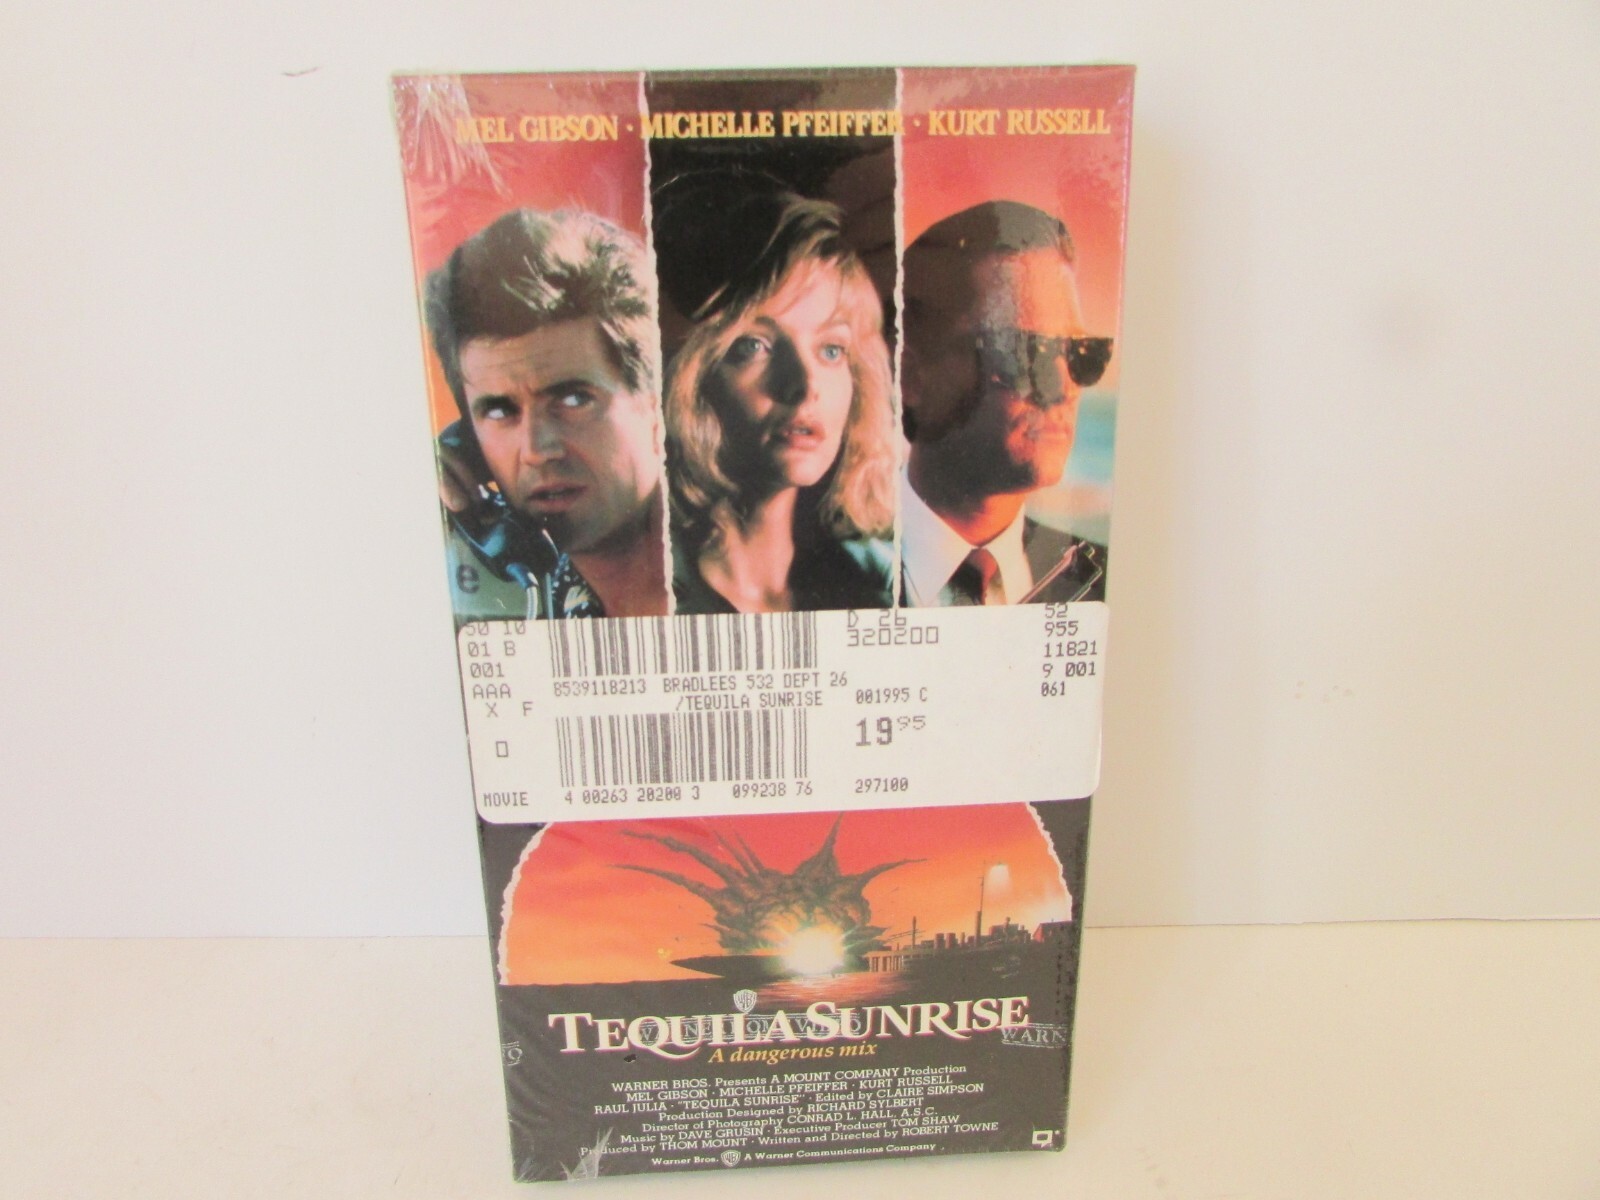 MEL GIBSON · MICHELLE PFEIFFER · KURT RUSSELL
e
50 10
D 26
52
01 B
320200
955
001
11821
AAA
8539118213 BRADLEES 532 DEPT 26
9 001
X F
/TEQUILA SUNRISE
001995 C
061
19 95
MOVIE
4 00263 20200 3
099238 76
297100
TEQUILA SUNRISE
WARN
9
A dangerous mix
WARNER BROS. Presents A MOUNT COMPANY Production
MEL GIBSON · MICHELLE PFEIFFER · KURT RUSSELL
RAUL JULIA · "TEQUILA SUNRISE" · Edited by CLAIRE SIMPSON
Production Designed by RICHARD SYLBERT
Director of Photography CONRAD L. HALL, A.S.C.
Music by DAVE GRUSIN · Executive Producer TOM SHAW
Produced by THOM MOUNT · Written and Directed by ROBERT TOWNE
Warner Bros. WB A Warner Communications Company